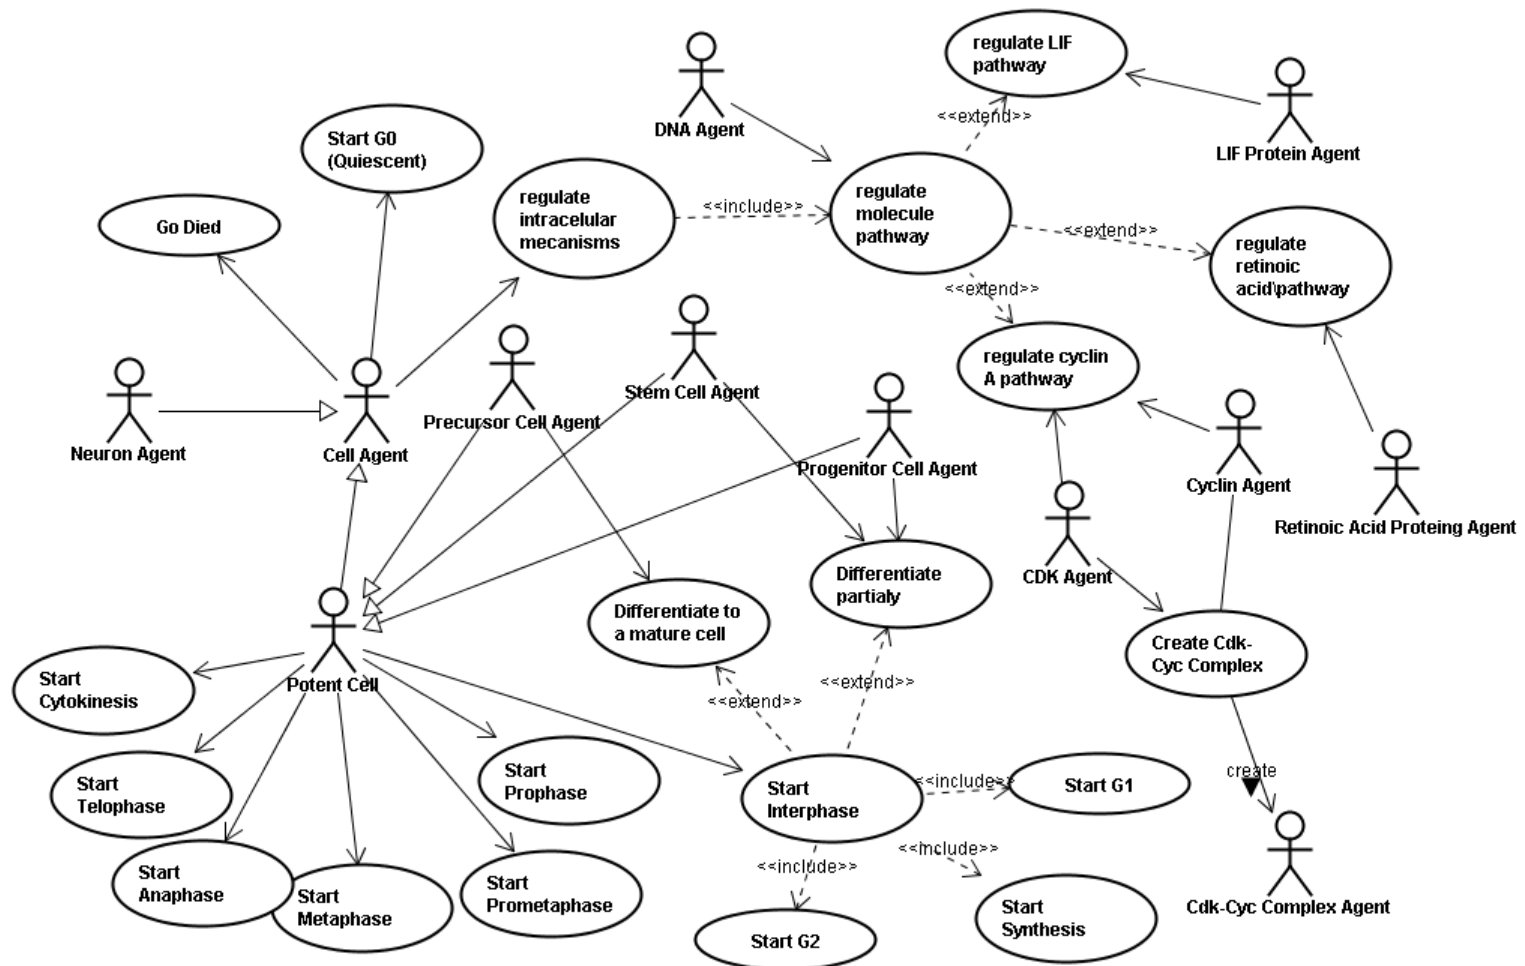 regulate LIF
pathway
DNA Agent
<<extend>>
LIF Protein Agent
Start G0
(Quiescent)
Go Died
regulate
intracelular
mecanisms
<<include>>
regulate
molecule
pathway
<<extend>>
regulate
retinoic
acid\pathway
<<extend>>
regulate cyclin
A pathway
Neuron Agent
Cell Agent
Precursor Cell Agent
Stem Cell Agent
Progenitor Cell Agent
Cyclin Agent
Retinoic Acid Proteing Agent
CDK Agent
Differentiate to
a mature cell
Differentiate
partialy
Create Cdk-
Cyc Complex
Potent Cell
Start
Cytokinesis
<<extend>>
<<extend>>
Start
Telophase
Start
Prophase
Start
Interphase
<<include>>
Start G1
create
Start
Anaphase
Start
Metaphase
Start
Prometaphase
<<include>>
<<include>>
Start G2
Start
Synthesis
Cdk-Cyc Complex Agent